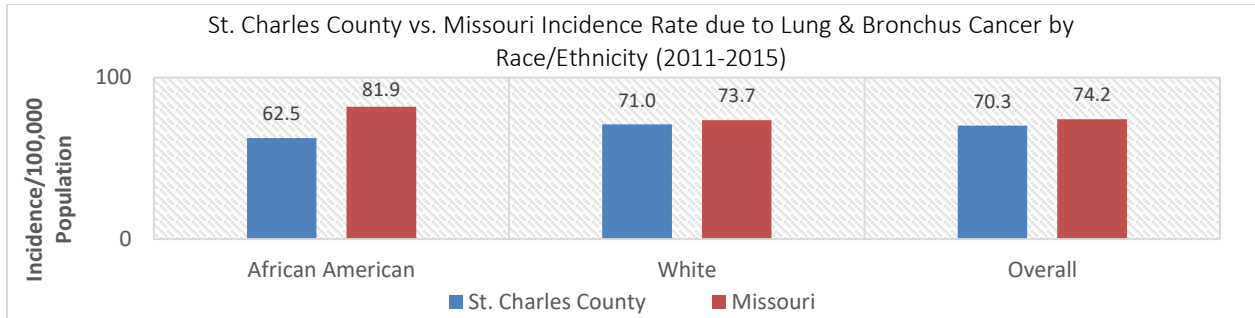 St. Charles County vs. Missouri Incidence Rate due to Lung & Bronchus Cancer by
Race/Ethnicity (2011-2015)
Incidence/100,000
Population
100
0
62.5
81.9
71.0
73.7
70.3
74.2
African American
White
Overall
St. Charles County
Missouri